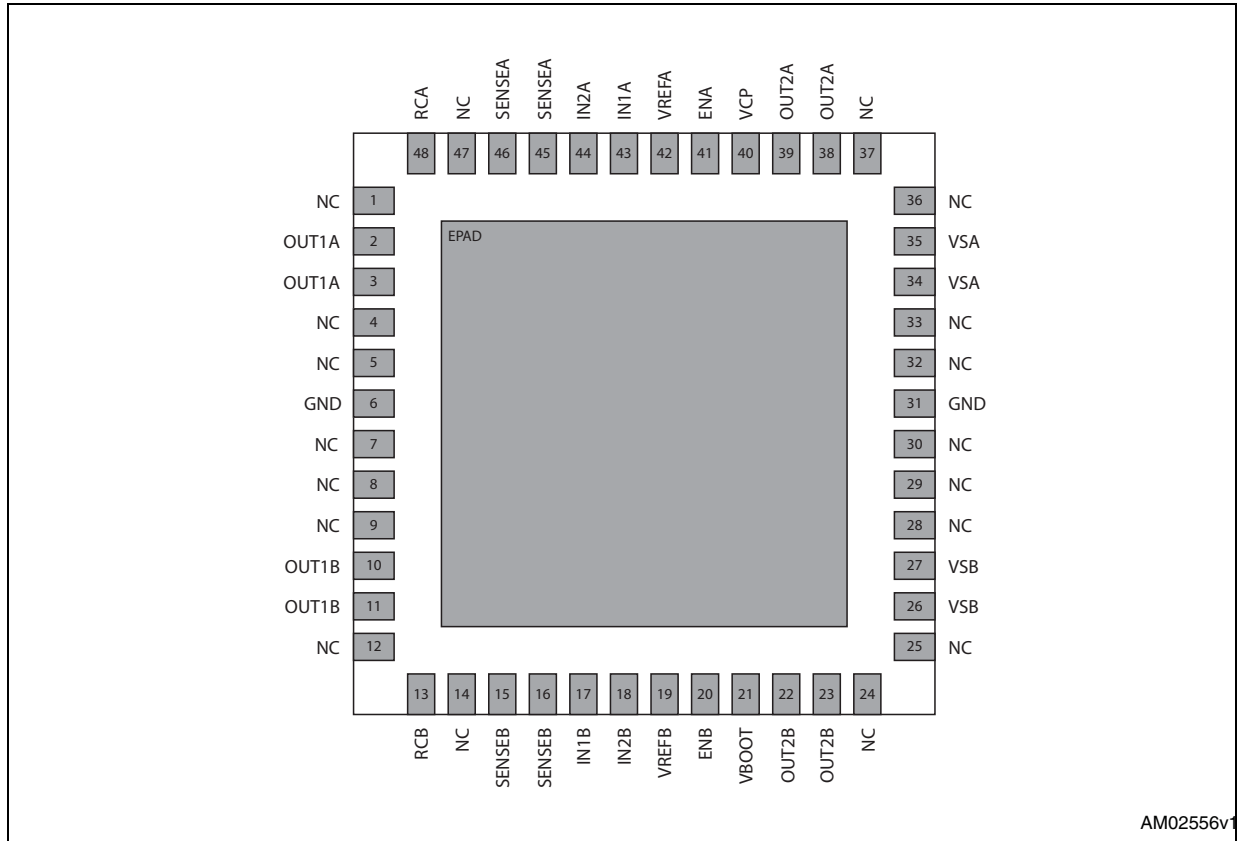 RCA NC SENSEA SENSEA IN2A IN1A VREFA ENA VCP OUT2A OUT2A NC
48 47 46 45 44 43 42 41 40 39 38 37
NC 1 36 NC
OUT1A 2 EPAD 35 VSA
OUT1A 3 34 VSA
NC 4 33 NC
NC 5 32 NC
GND 6 31 GND
NC 7 30 NC
NC 8 29 NC
NC 9 28 NC
OUT1B 10 27 VSB
OUT1B 11 26 VSB
NC 12 25 NC
13 14 15 16 17 18 19 20 21 22 23 24
RCB NC SENSEB SENSEB IN1B IN2B VREFB ENB VBOOT OUT2B OUT2B NC
AM02556v1